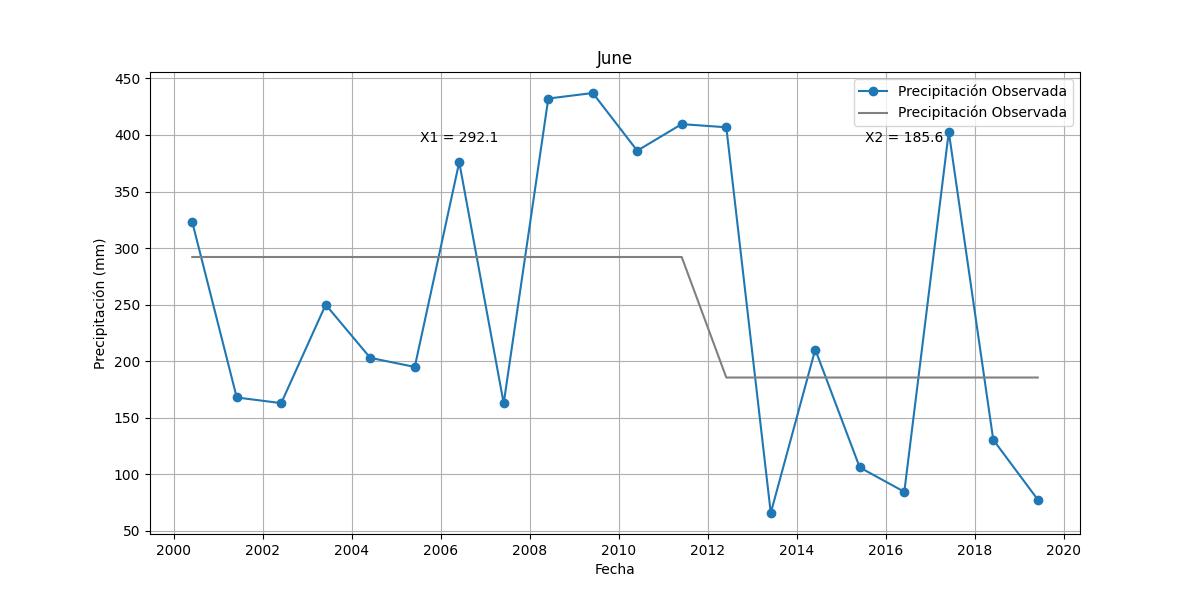 June
Precipitación Observada
Precipitación Observada
X1 = 292.1
X2 = 185.6
Precipitación (mm)
450
400
350
300
250
200
150
100
50
2000
2002
2004
2006
2008
2010
2012
2014
2016
2018
2020
Fecha